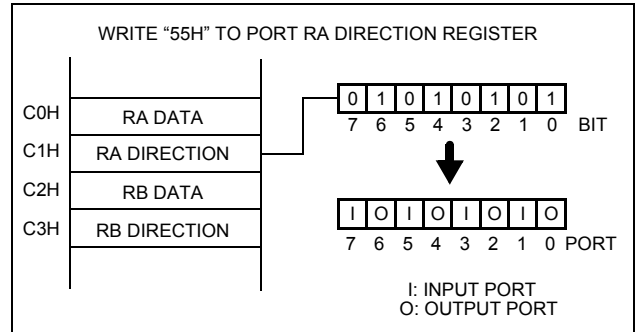 WRITE “55H” TO PORT RA DIRECTION REGISTER
C0H RA DATA
C1H RA DIRECTION
C2H RB DATA
C3H RB DIRECTION
0 1 0 1 0 1 0 1
7 6 5 4 3 2 1 0 BIT
I O I O I O I O
7 6 5 4 3 2 1 0 PORT
I: INPUT PORT
O: OUTPUT PORT